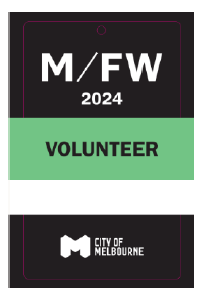 M/FW
2024
VOLUNTEER
CITY OF
MELBOURNE